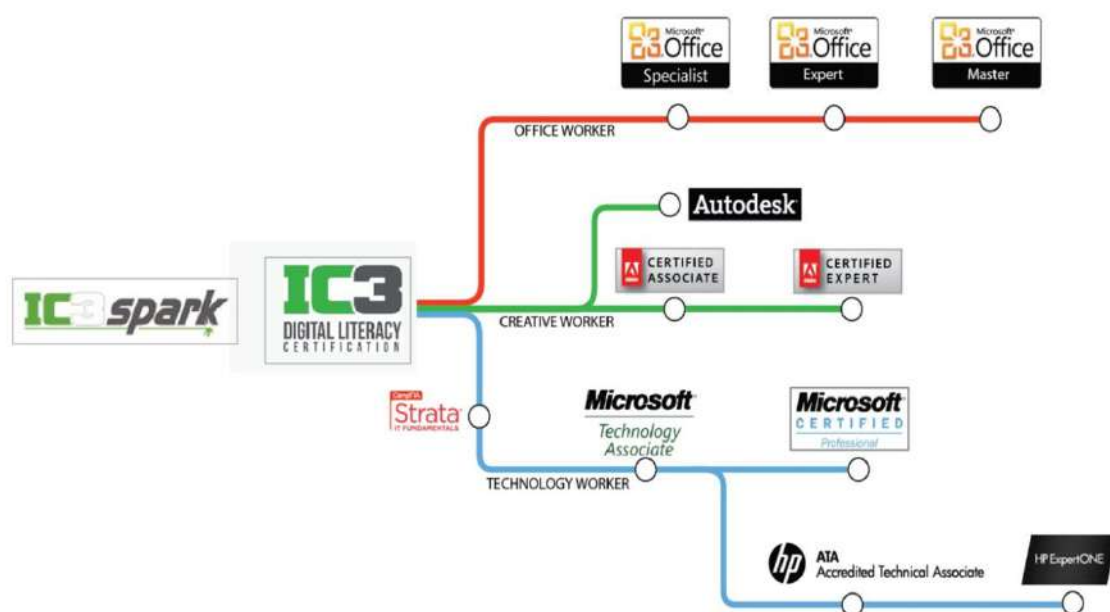 Microsoft®
Office
Specialist
Microsoft®
Office
Expert
Microsoft®
Office
Master
OFFICE WORKER
Autodesk
CERTIFIED
ASSOCIATE
CERTIFIED
EXPERT
IC3spark
IC3
DIGITAL LITERACY
CERTIFICATION
CREATIVE WORKER
CompTIA
Strata
IT FUNDAMENTALS
Microsoft
Technology
Associate
Microsoft
CERTIFIED
Professional
TECHNOLOGY WORKER
hp
ATA
Accredited Technical Associate
HP ExpertONE